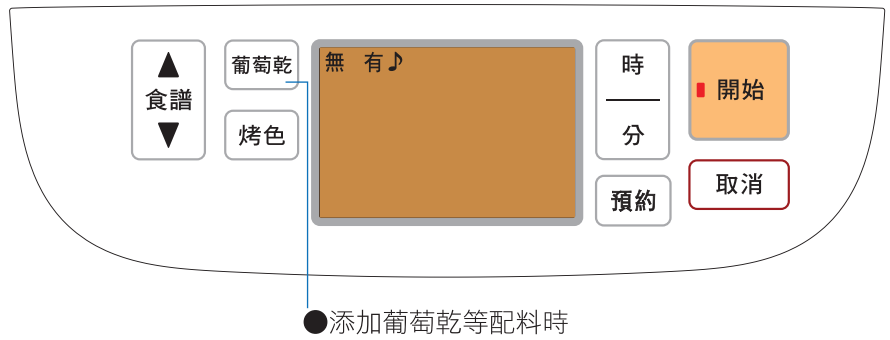 ▲
食譜
▼
葡萄乾
烤色
無 有♪
時
分
預約
開始
取消
●添加葡萄乾等配料時